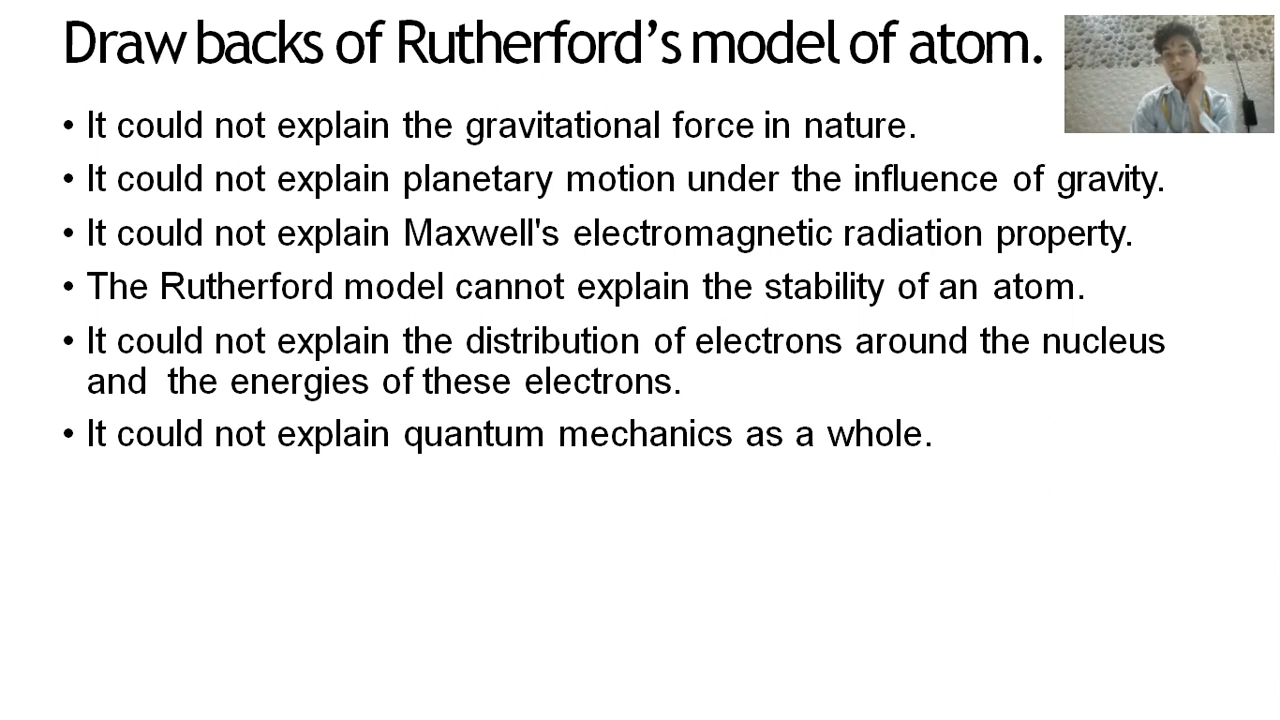 Draw backs of Rutherford’s model of atom.
• It could not explain the gravitational force in nature.
• It could not explain planetary motion under the influence of gravity.
• It could not explain Maxwell's electromagnetic radiation property.
• The Rutherford model cannot explain the stability of an atom.
• It could not explain the distribution of electrons around the nucleus
and the energies of these electrons.
• It could not explain quantum mechanics as a whole.